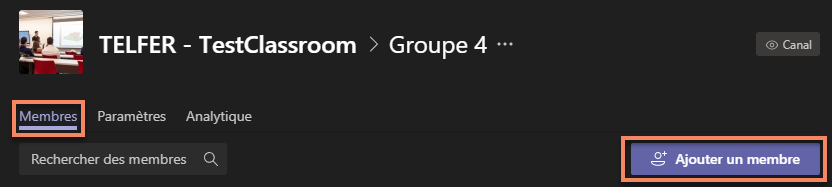 TELFER - TestClassroom > Groupe 4 ···
Canal
Membres Paramètres Analytique
Rechercher des membres
Ajouter un membre